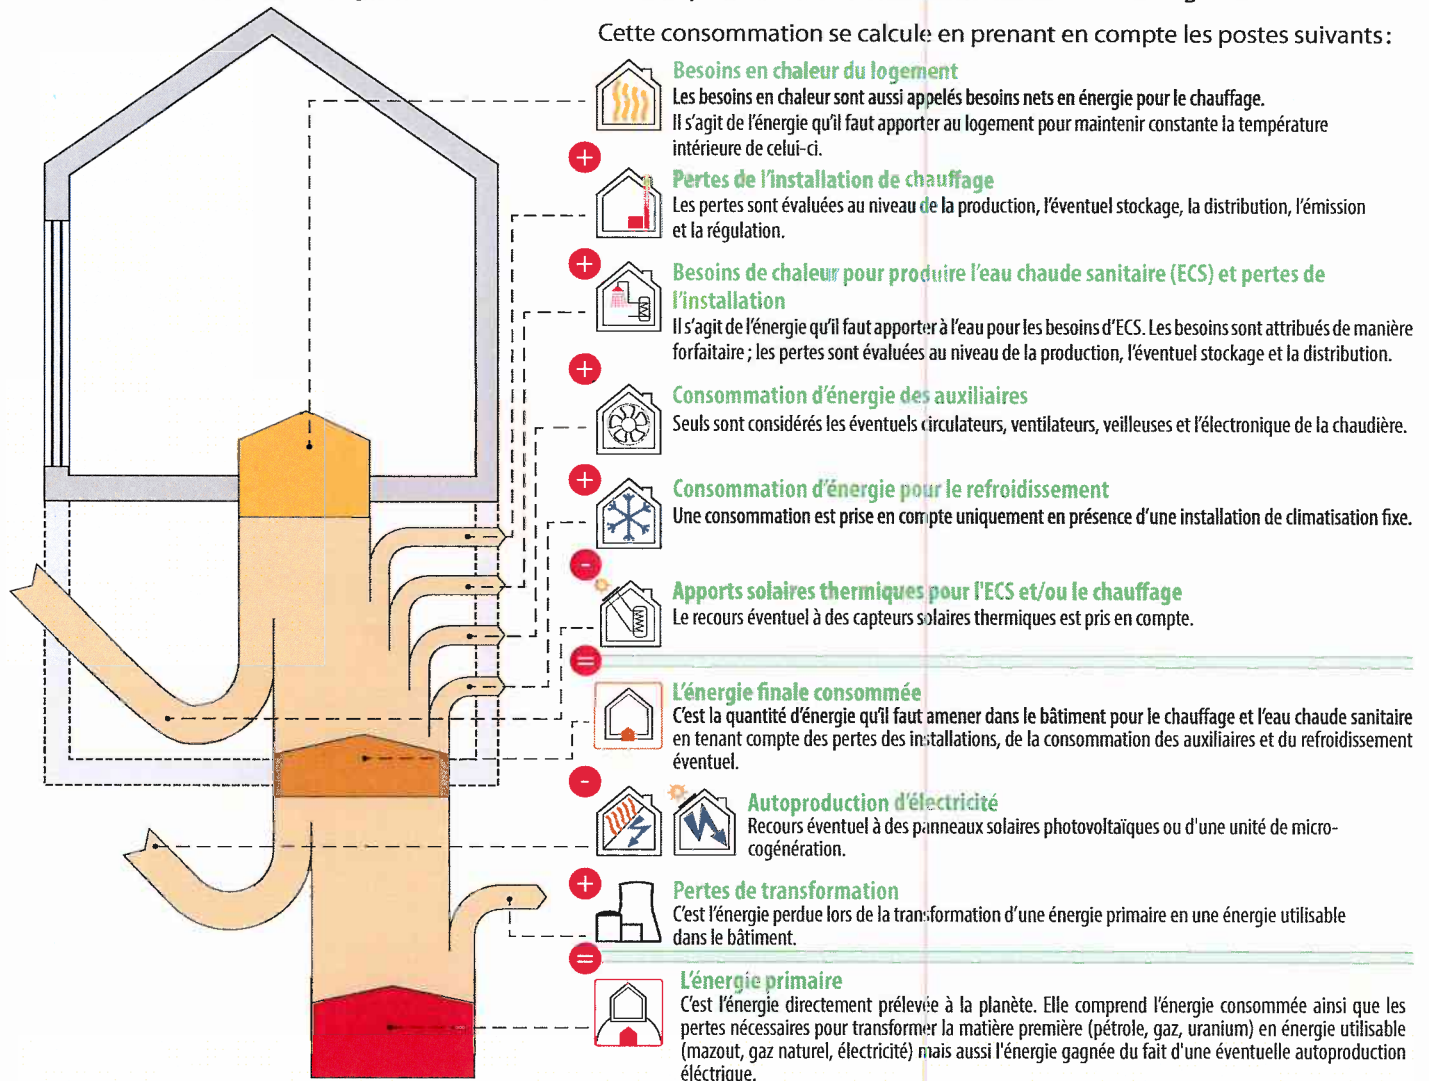 Cette consommation se calcule en prenant en compte les postes suivants:
Besoins en chaleur du logement
Les besoins en chaleur sont aussi appelés besoins nets en énergie pour le chauffage.
Il s'agit de l'énergie qu'il faut apporter au logement pour maintenir constante la température
intérieure de celui-ci.
+
Pertes de l'installation de chauffage
Les pertes sont évaluées au niveau de la production, l'éventuel stockage, la distribution, l'émission
et la régulation.
+
Besoins de chaleur pour produire l'eau chaude sanitaire (ECS) et pertes de
l'installation
Il s'agit de l'énergie qu'il faut apporter à l'eau pour les besoins d'ECS. Les besoins sont attribués de manière
forfaitaire ; les pertes sont évaluées au niveau de la production, l'éventuel stockage et la distribution.
+
Consommation d'énergie des auxiliaires
Seuls sont considérés les éventuels circulateurs, ventilateurs, veilleuses et l'électronique de la chaudière.
+
Consommation d'énergie pour le refroidissement
Une consommation est prise en compte uniquement en présence d'une installation de climatisation fixe.
-
Apports solaires thermiques pour l'ECS et/ou le chauffage
Le recours éventuel à des capteurs solaires thermiques est pris en compte.
=
L'énergie finale consommée
C'est la quantité d'énergie qu'il faut amener dans le bâtiment pour le chauffage et l'eau chaude sanitaire
en tenant compte des pertes des installations, de la consommation des auxiliaires et du refroidissement
éventuel.
-
Autoproduction d'électricité
Recours éventuel à des panneaux solaires photovoltaïques ou d'une unité de micro-
cogénération.
+
Pertes de transformation
C'est l'énergie perdue lors de la transformation d'une énergie primaire en une énergie utilisable
dans le bâtiment.
=
L'énergie primaire
C'est l'énergie directement prélevée à la planète. Elle comprend l'énergie consommée ainsi que les
pertes nécessaires pour transformer la matière première (pétrole, gaz, uranium) en énergie utilisable
(mazout, gaz naturel, électricité) mais aussi l'énergie gagnée du fait d'une éventuelle autoproduction
éléctrique.